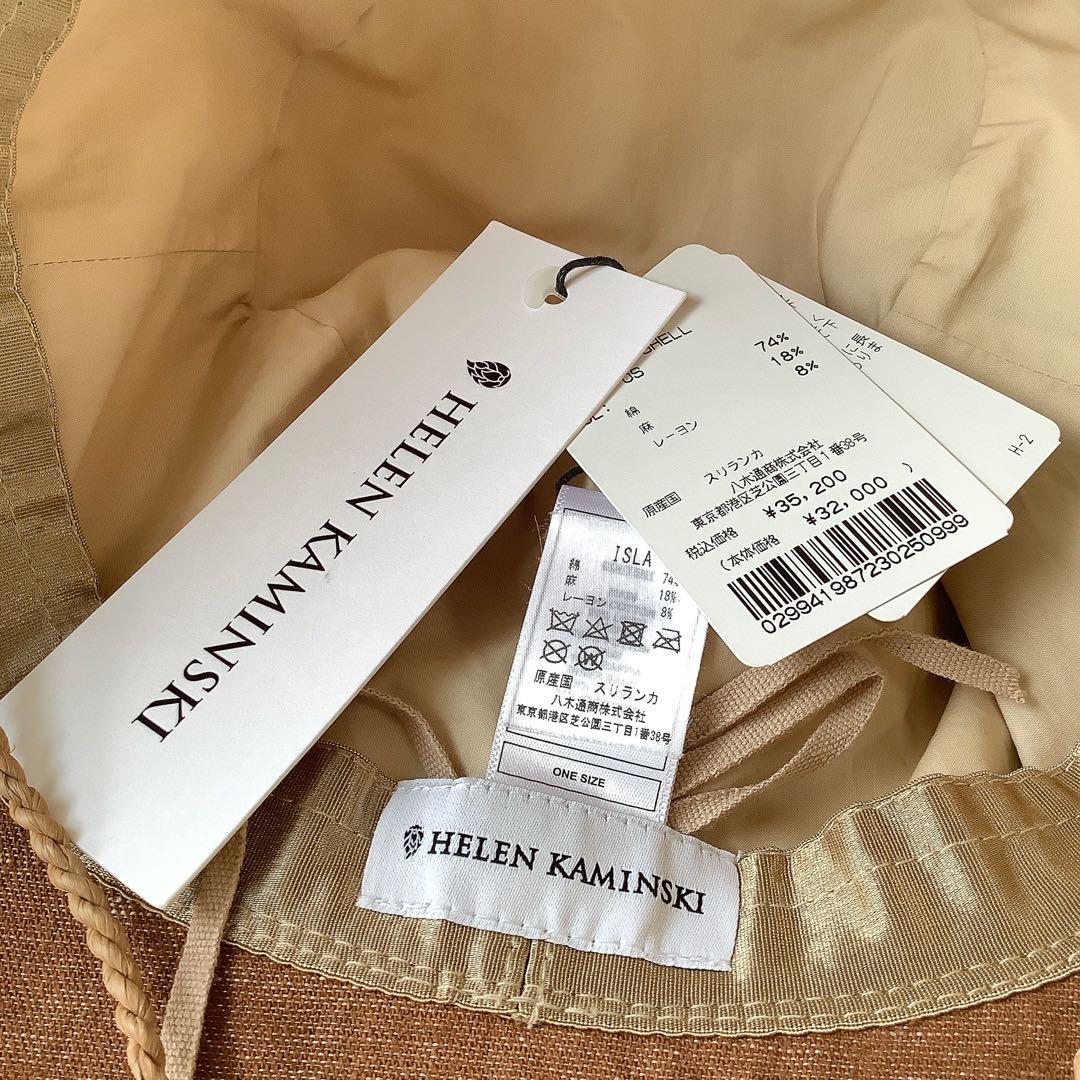 HELEN KAMINSKI
SHELL
OS
綿 74%
麻 18%
レーヨン 8%
原産国 スリランカ
八木通商株式会社
東京都港区芝公園三丁目1番38号
税込価格 ¥35,200
(本体価格 ¥32,000 )
0299419872302509​99
H-2
ISLA
綿 74%
麻 18%
レーヨン 8%
原産国 スリランカ
八木通商株式会社
東京都港区芝公園三丁目1番38号
ONE SIZE
HELEN KAMINSKI